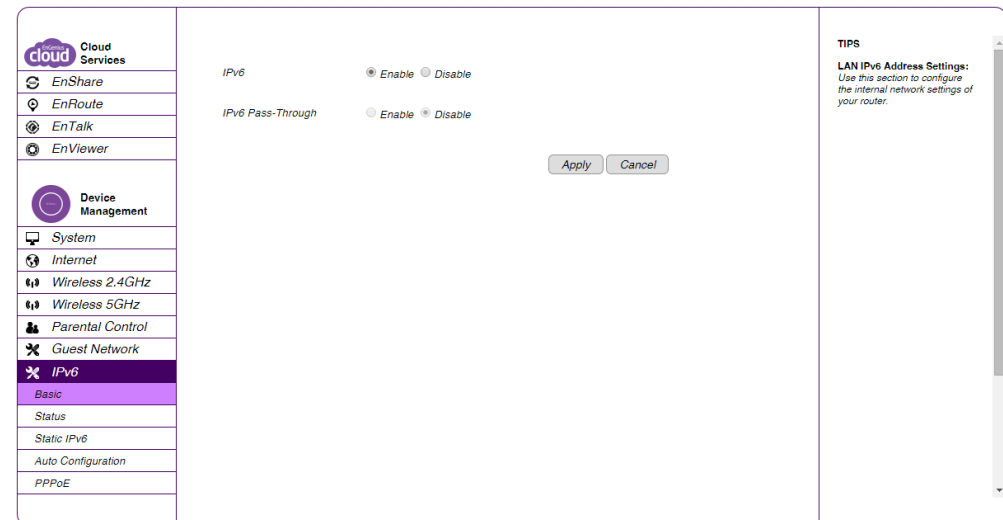 EnGenius
cloud
Cloud
Services
EnShare
EnRoute
EnTalk
EnViewer
Device
Management
System
Internet
Wireless 2.4GHz
Wireless 5GHz
Parental Control
Guest Network
IPv6
Basic
Status
Static IPv6
Auto Configuration
PPPoE
IPv6 Enable Disable
IPv6 Pass-Through Enable Disable
Apply Cancel
TIPS
LAN IPv6 Address Settings:
Use this section to configure
the internal network settings of
your router.